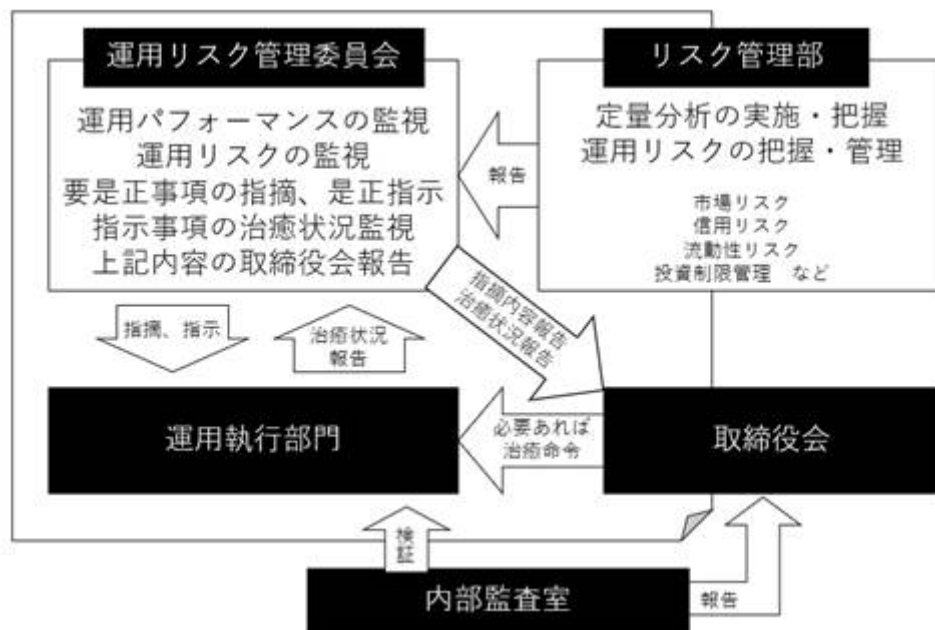 運用リスク管理委員会
運用パフォーマンスの監視
運用リスクの監視
要是正事項の指摘、是正指示
指示事項の治癒状況監視
上記内容の取締役会報告
リスク管理部
定量分析の実施・把握
運用リスクの把握・管理
市場リスク
信用リスク
流動性リスク
投資制限管理 など
報告
指摘内容報告
治癒状況報告
指摘、指示
治癒状況
報告
運用執行部門
必要あれば
治癒命令
取締役会
検証
内部監査室
報告